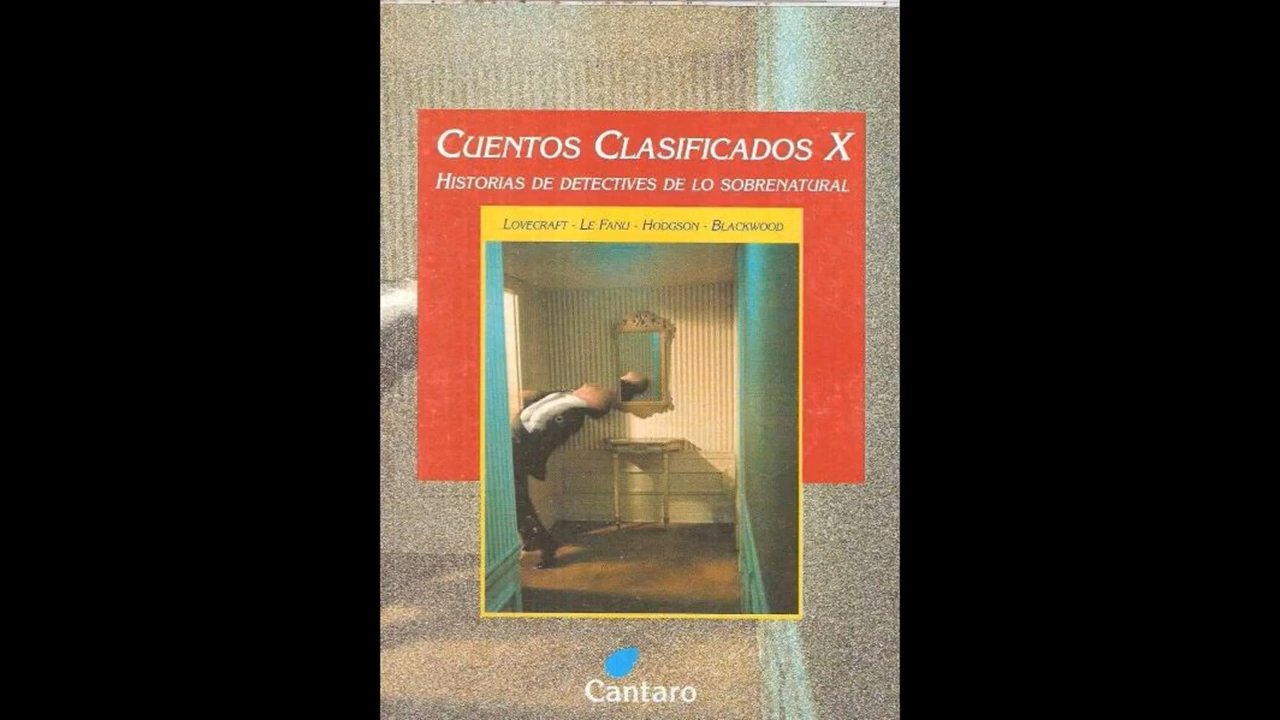 CUENTOS CLASIFICADOS X
HISTORIAS DE DETECTIVES DE LO SOBRENATURAL
LOVECRAFT - LE FANU - HODGSON - BLACKWOOD
Cantaro